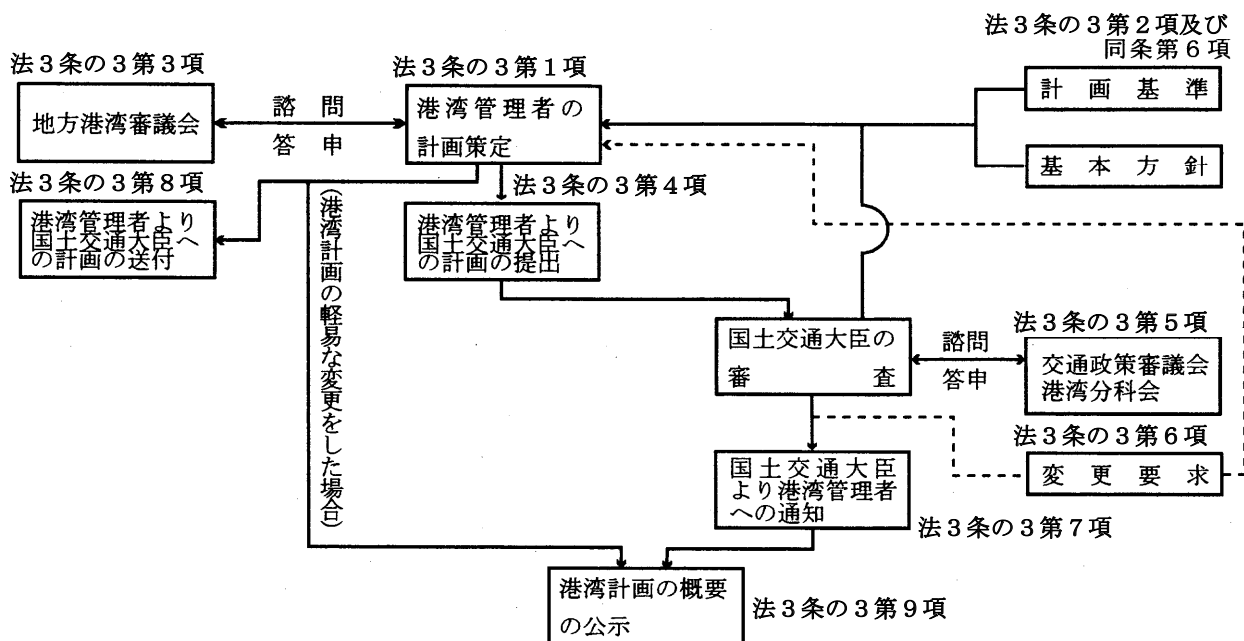 法3条の3第2項及び
同条第6項
法3条の3第3項
法3条の3第1項
地方港湾審議会
諮問
答申
港湾管理者の
計画策定
計画基準
基本方針
法3条の3第8項
法3条の3第4項
港湾管理者より
国土交通大臣へ
の計画の送付
(港湾計画の軽易な変更をした場合)
港湾管理者より
国土交通大臣へ
の計画の提出
国土交通大臣の
審査
諮問
答申
法3条の3第5項
交通政策審議会
港湾分科会
法3条の3第6項
変更要求
国土交通大臣
より港湾管理者
への通知
法3条の3第7項
港湾計画の概要
の公示
法3条の3第9項